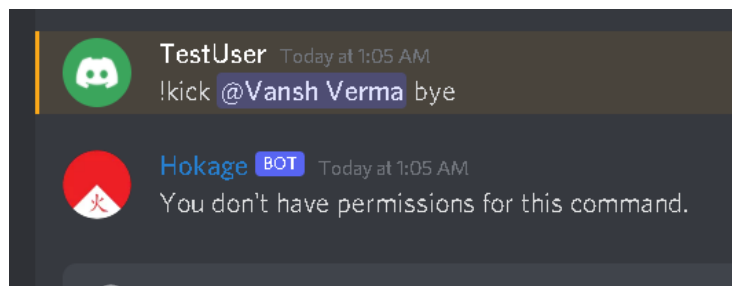 TestUser Today at 1:05 AM
!kick @Vansh Verma bye
Hokage BOT Today at 1:05 AM
火
You don't have permissions for this command.